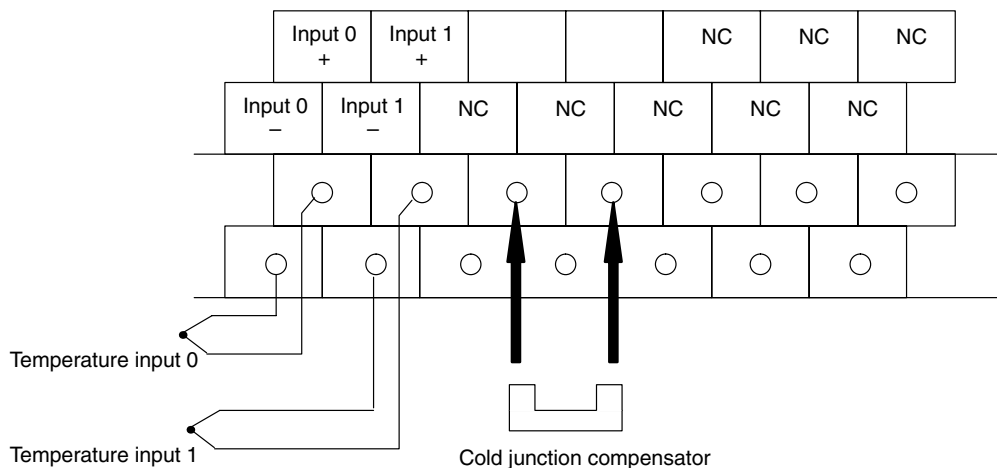 Input 0 Input 1 NC NC NC
+ +
Input 0 Input 1 NC NC NC NC NC
– –
Temperature input 0
Temperature input 1
Cold junction compensator